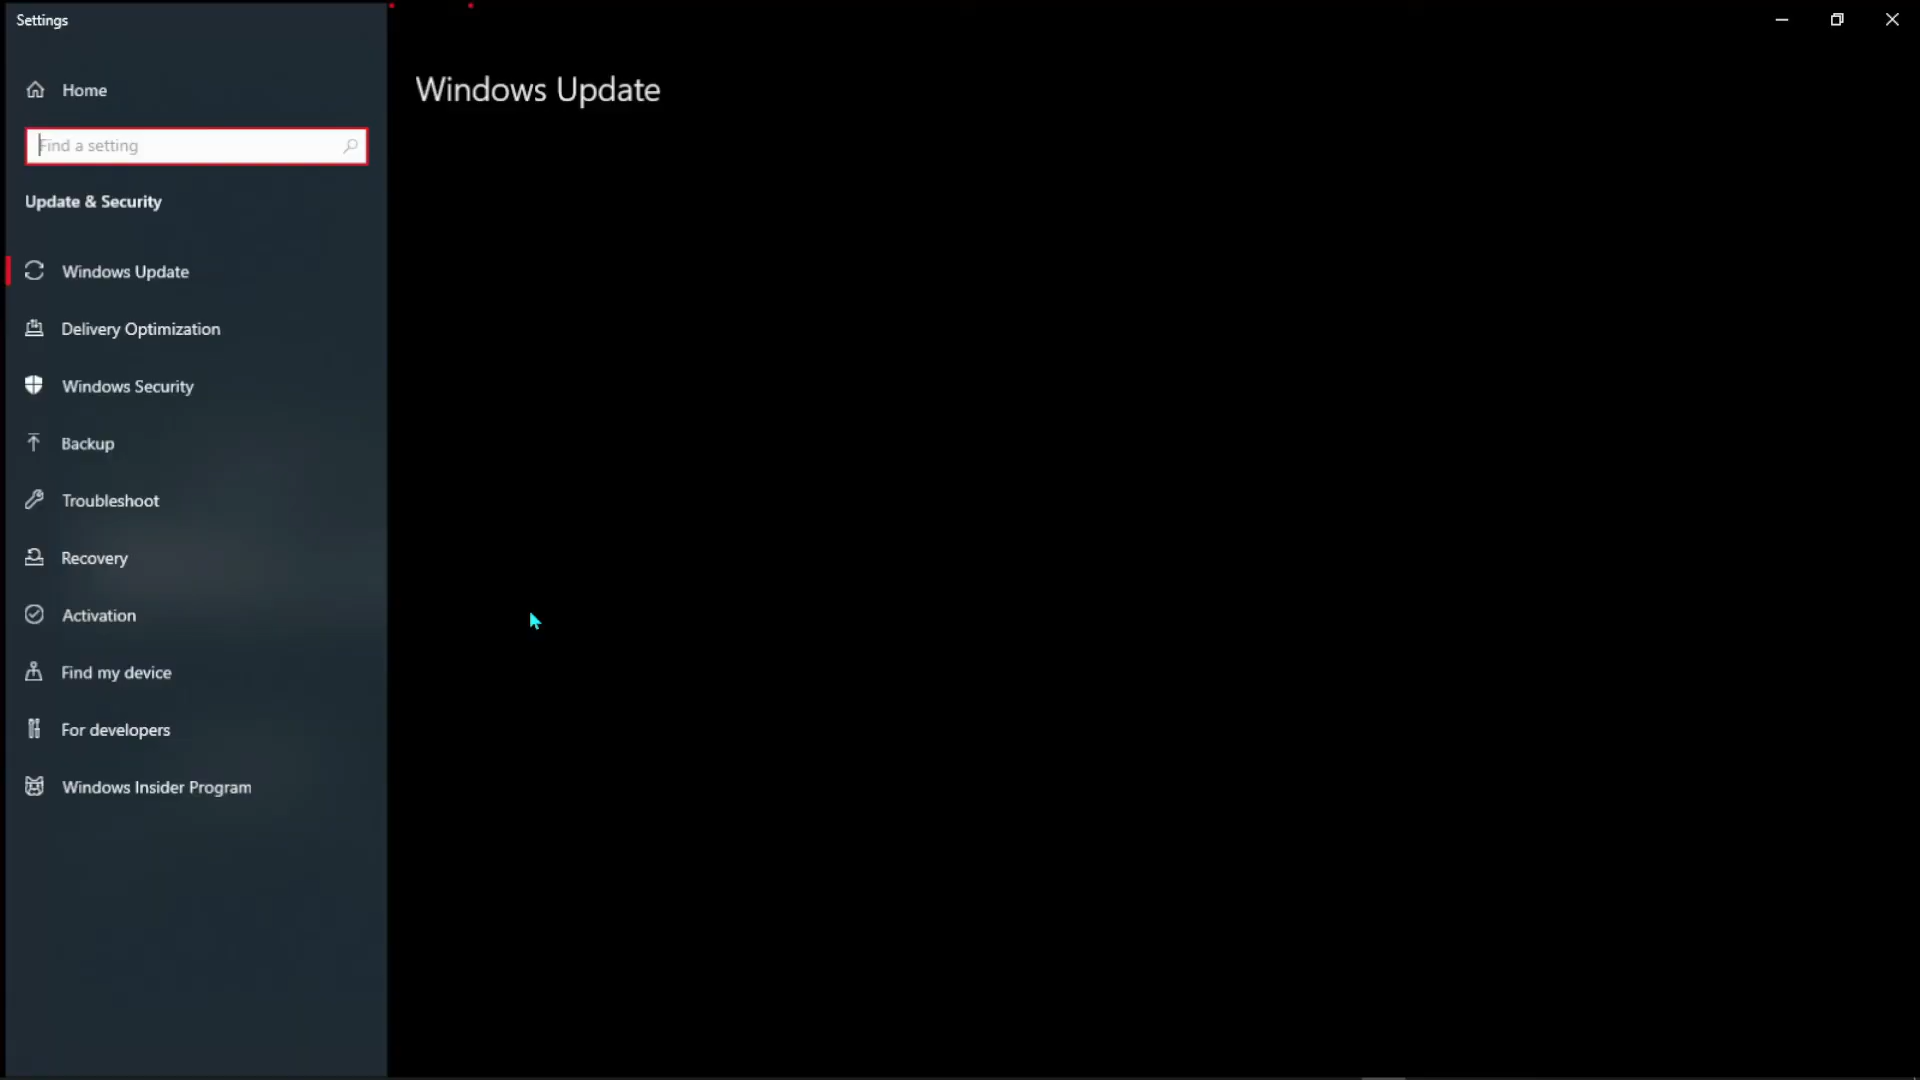 Settings
Home
Find a setting
Update & Security
Windows Update
Delivery Optimization
Windows Security
Backup
Troubleshoot
Recovery
Activation
Find my device
For developers
Windows Insider Program
Windows Update